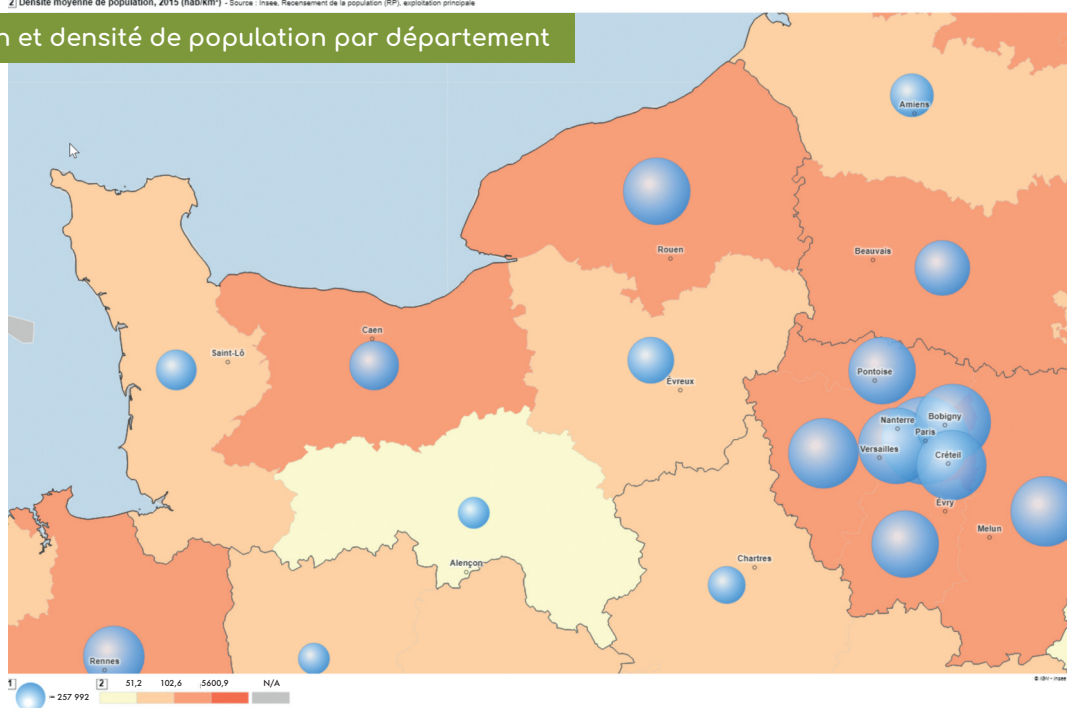 2 Densité moyenne de population, 2015 (hab/km²) - Source : Insee, Recensement de la population (RP), exploitation principale
n et densité de population par département
Amiens
Rouen
Beauvais
Caen
Saint-Lô
Évreux
Pontoise
Nanterre
Bobigny
Paris
Versailles
Créteil
Évry
Melun
Alençon
Chartres
Rennes
1
= 257 992
2
51,2
102,6
5600,9
N/A